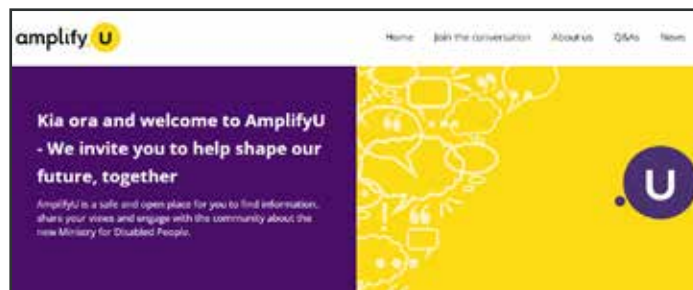 amplify U
Home Join the conversation About us Q&As News
Kia ora and welcome to AmplifyU
- We invite you to help shape our
future, together
AmplifyU is a safe and open place for you to find information,
share your views and engage with the community about the
new Ministry for Disabled People.
.U